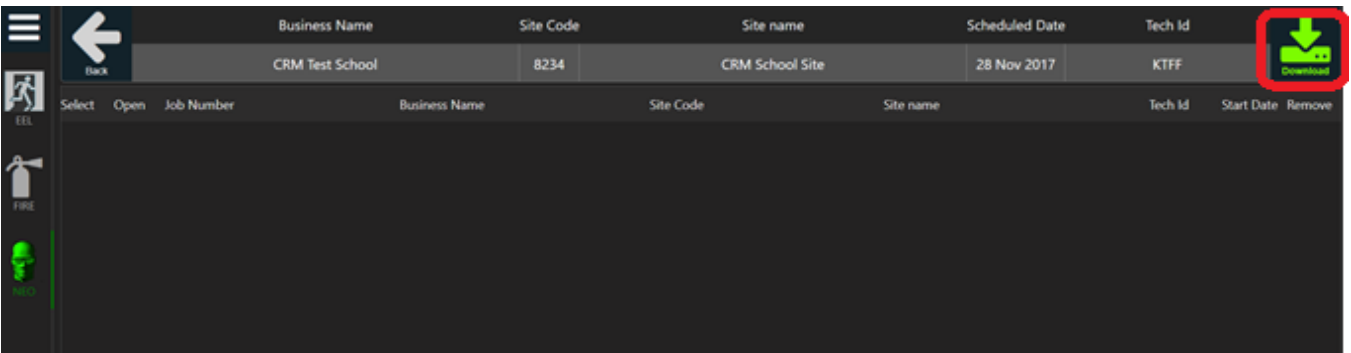 Business Name Site Code Site name Scheduled Date Tech Id
Back CRM Test School 8234 CRM School Site 28 Nov 2017 KTFF Download
Select Open Job Number Business Name Site Code Site name Tech Id Start Date Remove
EEL
FIRE
NEO